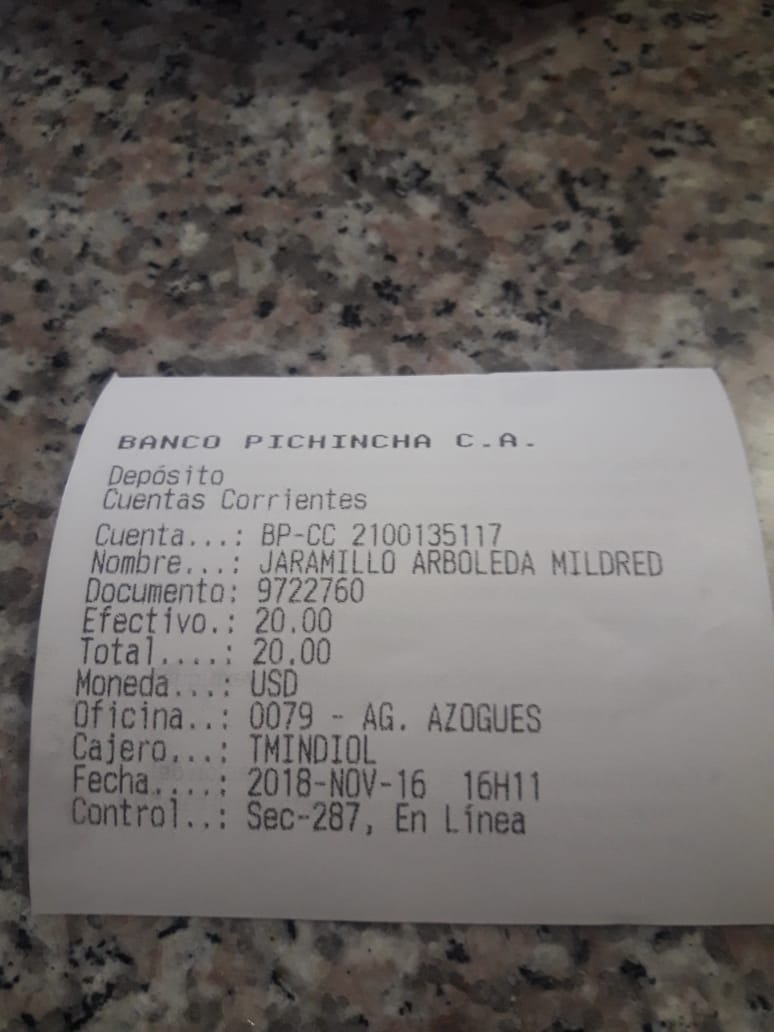 BANCO PICHINCHA C.A.
Depósito
Cuentas Corrientes
Cuenta...: BP-CC 2100135117
Nombre...: JARAMILLO ARBOLEDA MILDRED
Documento: 9722760
Efectivo.: 20.00
Total....: 20.00
Moneda...: USD
Oficina..: 0079 - AG. AZOGUES
Cajero...: TMINDIOL
Fecha....: 2018-NOV-16 16H11
Control..: Sec-287, En Línea